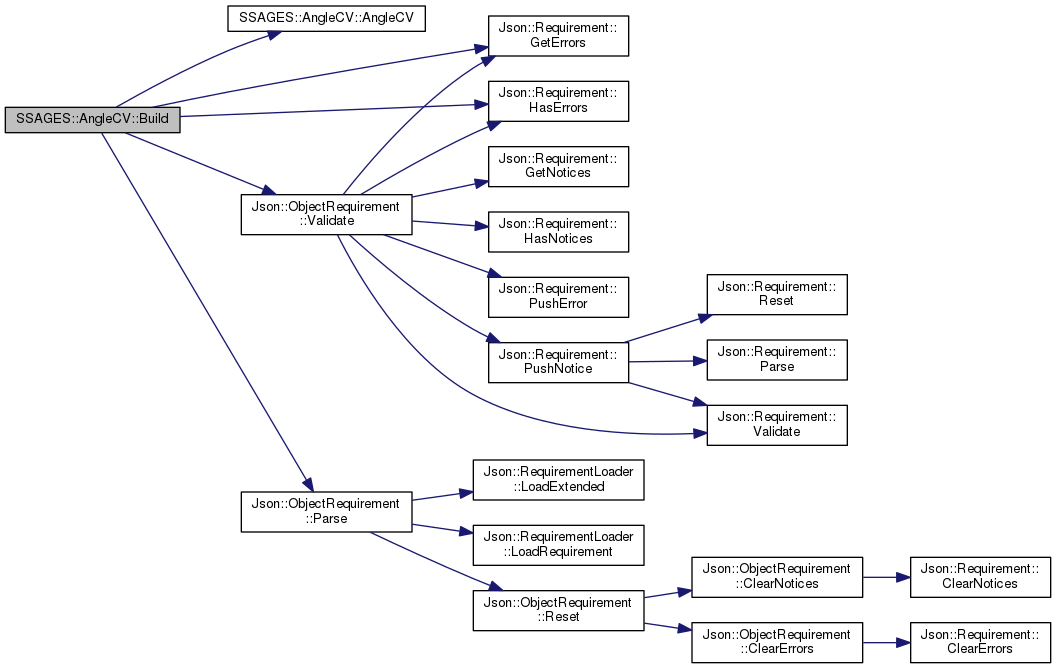 SSAGES::AngleCV::AngleCV
Json::Requirement::
GetErrors
SSAGES::AngleCV::Build
Json::Requirement::
HasErrors
Json::Requirement::
GetNotices
Json::ObjectRequirement
::Validate
Json::Requirement::
HasNotices
Json::Requirement::
PushError
Json::Requirement::
Reset
Json::Requirement::
PushNotice
Json::Requirement::
Parse
Json::Requirement::
Validate
Json::RequirementLoader
::LoadExtended
Json::ObjectRequirement
::Parse
Json::RequirementLoader
::LoadRequirement
Json::ObjectRequirement
::ClearNotices
Json::Requirement::
ClearNotices
Json::ObjectRequirement
::Reset
Json::ObjectRequirement
::ClearErrors
Json::Requirement::
ClearErrors